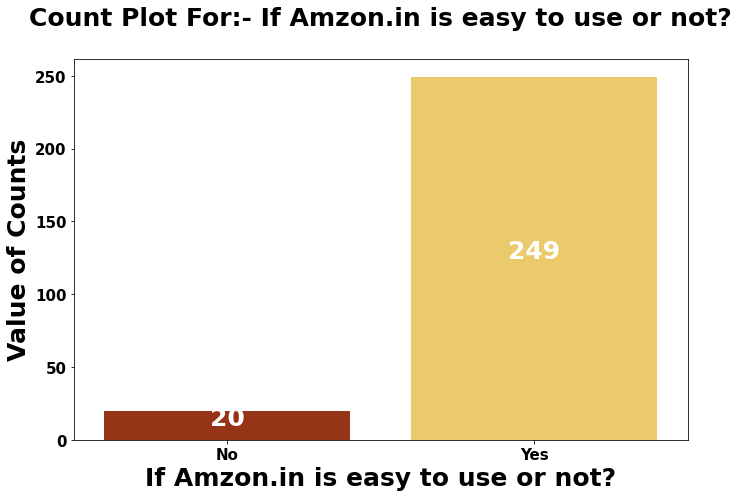 Count Plot For:- If Amzon.in is easy to use or not?
Value of Counts
250
200
150
100
50
0
20
249
No
Yes
If Amzon.in is easy to use or not?